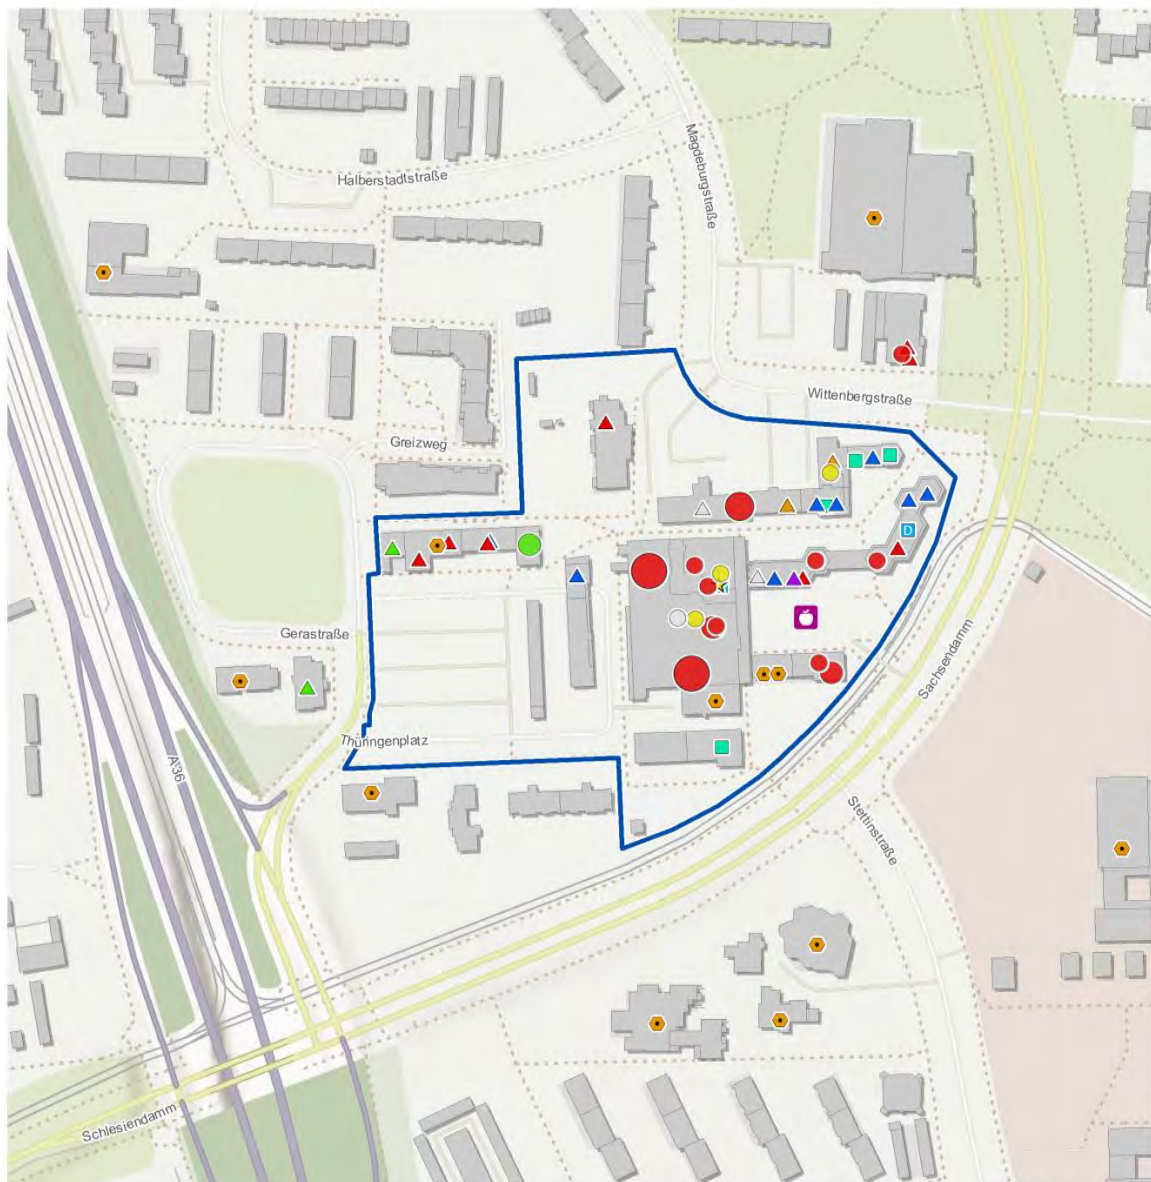 Magdeburgstraße
Halberstadtstraße
Wittenbergstraße
Greizweg
D
Gerastraße
Sachsendamm
Thüringenplatz
A 36
Stettinstraße
Schlesiendamm